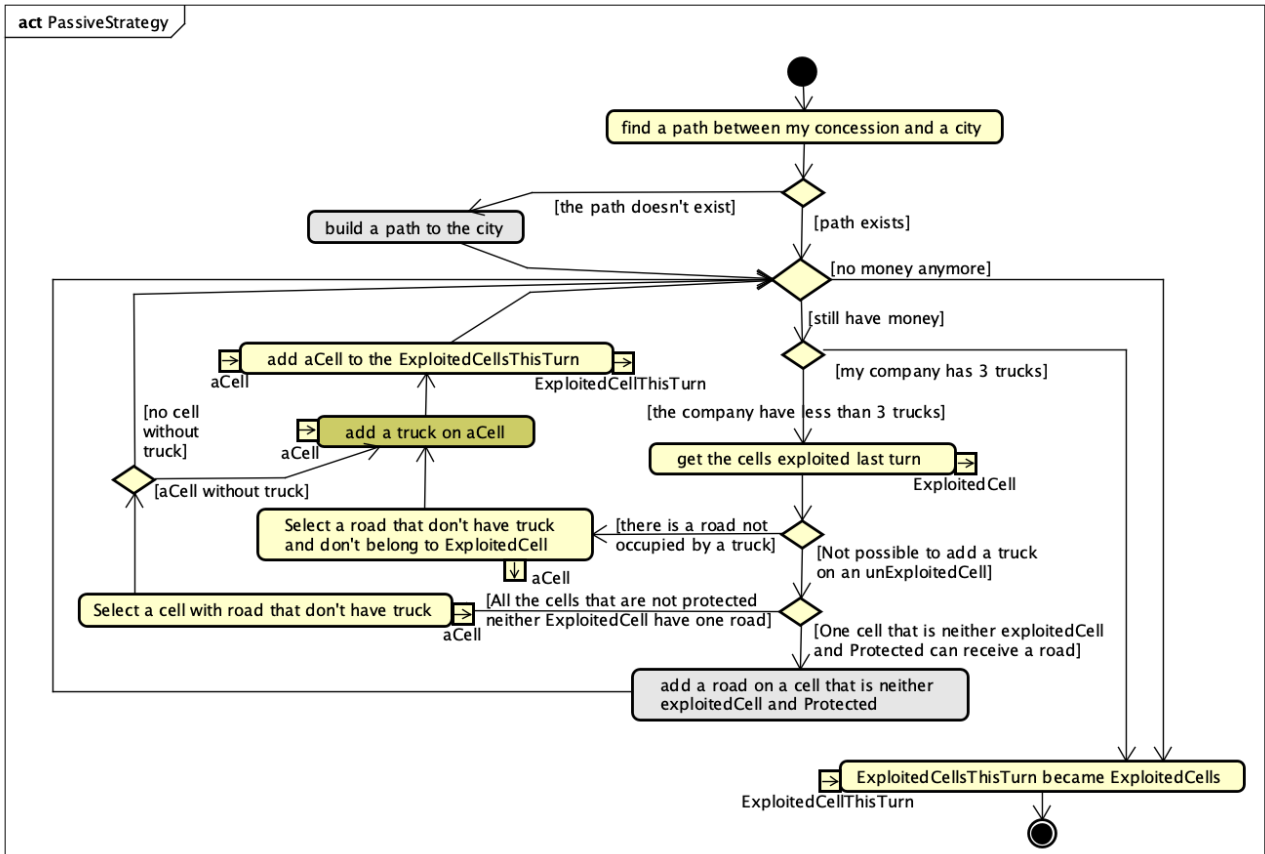 act PassiveStrategy
find a path between my concession and a city
[the path doesn't exist]
[path exists]
build a path to the city
[no money anymore]
[still have money]
add aCell to the ExploitedCellsThisTurn
aCell
ExploitedCellThisTurn
[my company has 3 trucks]
[no cell
without
truck]
[the company have less than 3 trucks]
add a truck on aCell
aCell
get the cells exploited last turn
ExploitedCell
[aCell without truck]
Select a road that don't have truck
and don't belong to ExploitedCell
aCell
[there is a road not
occupied by a truck]
[Not possible to add a truck
on an unExploitedCell]
Select a cell with road that don't have truck
aCell
[All the cells that are not protected
neither ExploitedCell have one road]
[One cell that is neither exploitedCell
and Protected can receive a road]
add a road on a cell that is neither
exploitedCell and Protected
ExploitedCellsThisTurn became ExploitedCells
ExploitedCellThisTurn